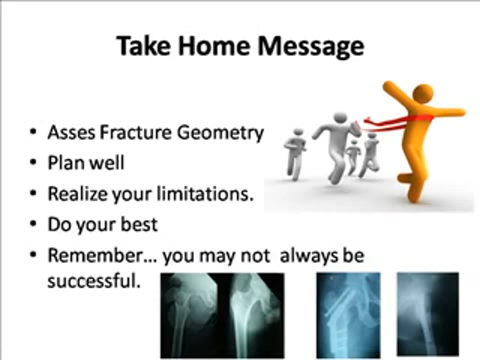 Take Home Message
• Asses Fracture Geometry
• Plan well
• Realize your limitations.
• Do your best
• Remember… you may not always be
successful.